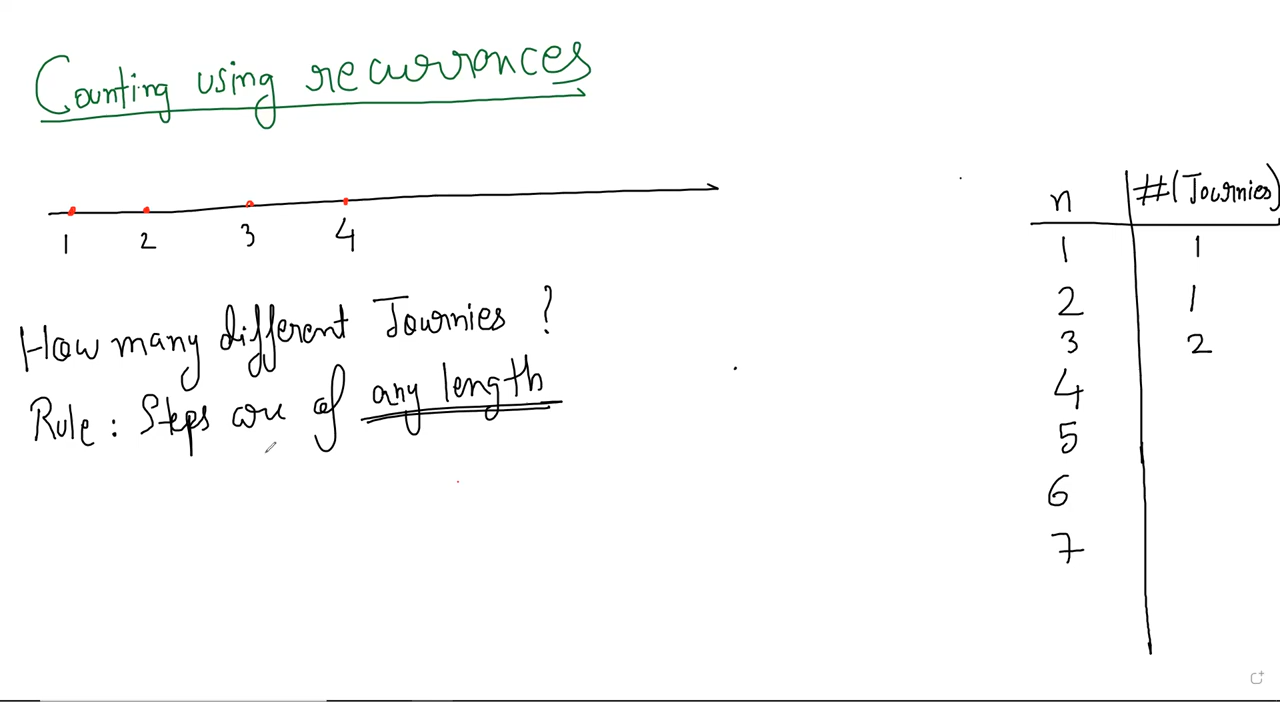 Counting using recurrences
1 2 3 4
How many different Journies ?
Rule : Steps are of any length
n #(Journies)
1 1
2 1
3 2
4
5
6
7